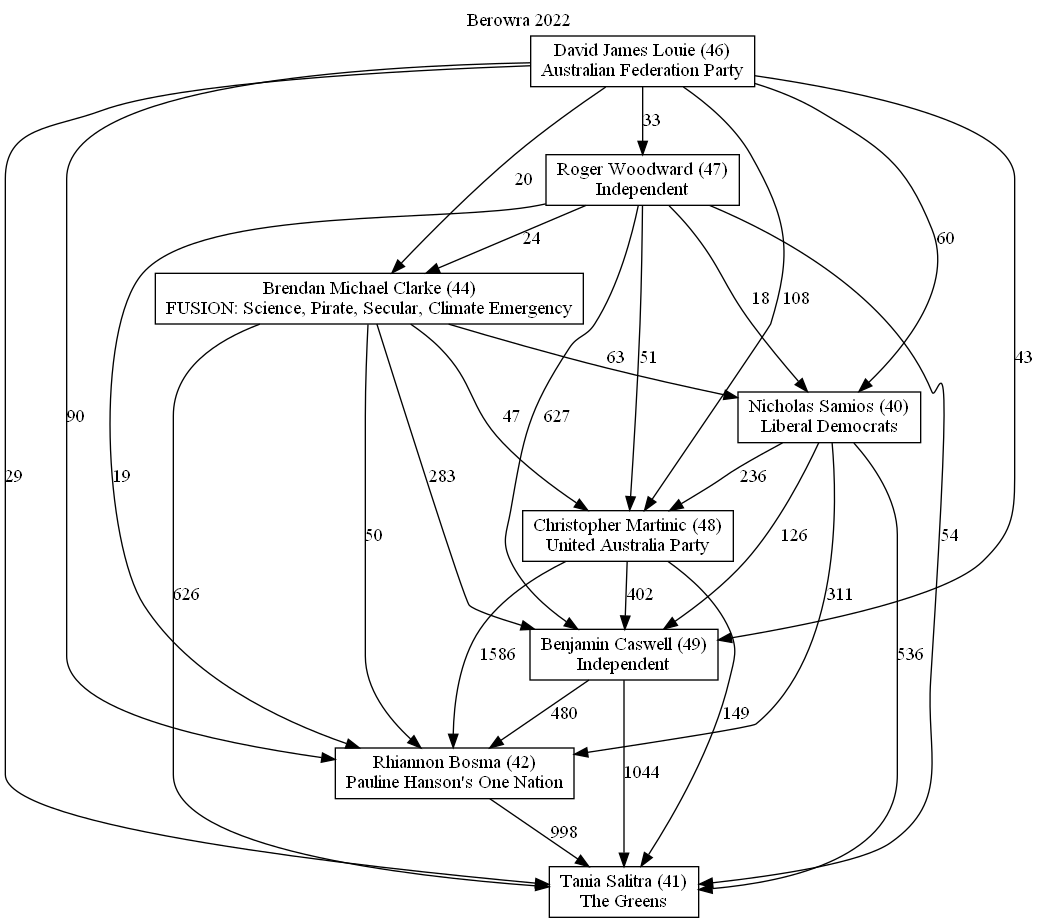 Berowra 2022
David James Louie (46)
Australian Federation Party
33
Roger Woodward (47)
Independent
20
60
24
Brendan Michael Clarke (44)
FUSION: Science, Pirate, Secular, Climate Emergency
18
108
63
51
43
Nicholas Samios (40)
Liberal Democrats
90
19
47
627
29
283
236
Christopher Martinic (48)
United Australia Party
50
126
54
626
402
311
Benjamin Caswell (49)
Independent
1586
536
480
149
Rhiannon Bosma (42)
Pauline Hanson's One Nation
1044
998
Tania Salitra (41)
The Greens